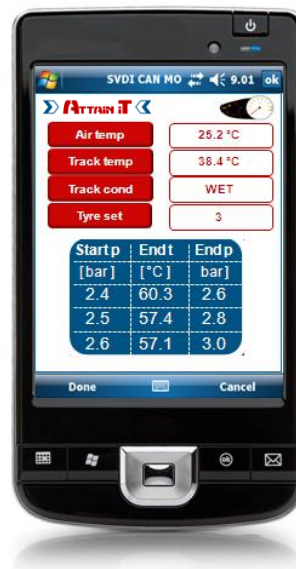 SVDI CAN MO 9.01 ok
ATTAIN iT
Air temp 25.2 °C
Track temp 38.4 °C
Track cond WET
Tyre set 3
Start p End t End p
[bar] [°C] bar]
2.4 60.3 2.6
2.5 57.4 2.8
2.6 57.1 3.0
Done Cancel
ok